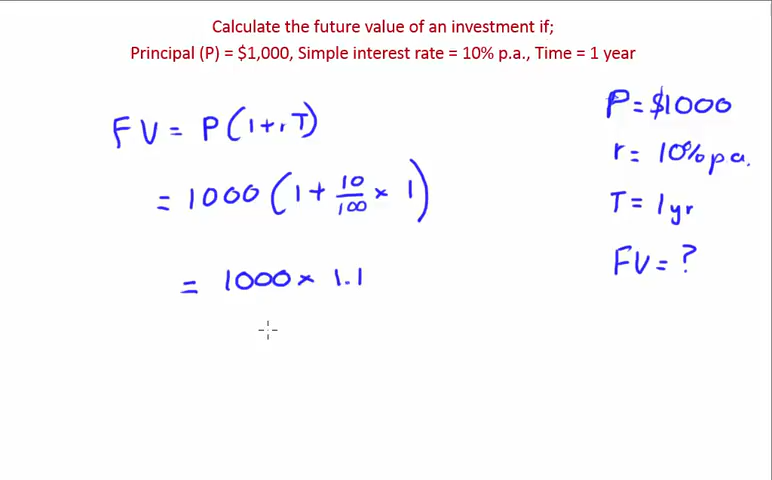 Calculate the future value of an investment if;
Principal (P) = $1,000, Simple interest rate = 10% p.a., Time = 1 year
FV = P(1+rT)
= 1000 (1 + 10/100 × 1)
= 1000 × 1.1
P = $1000
r = 10% pa.
T = 1yr
FV = ?